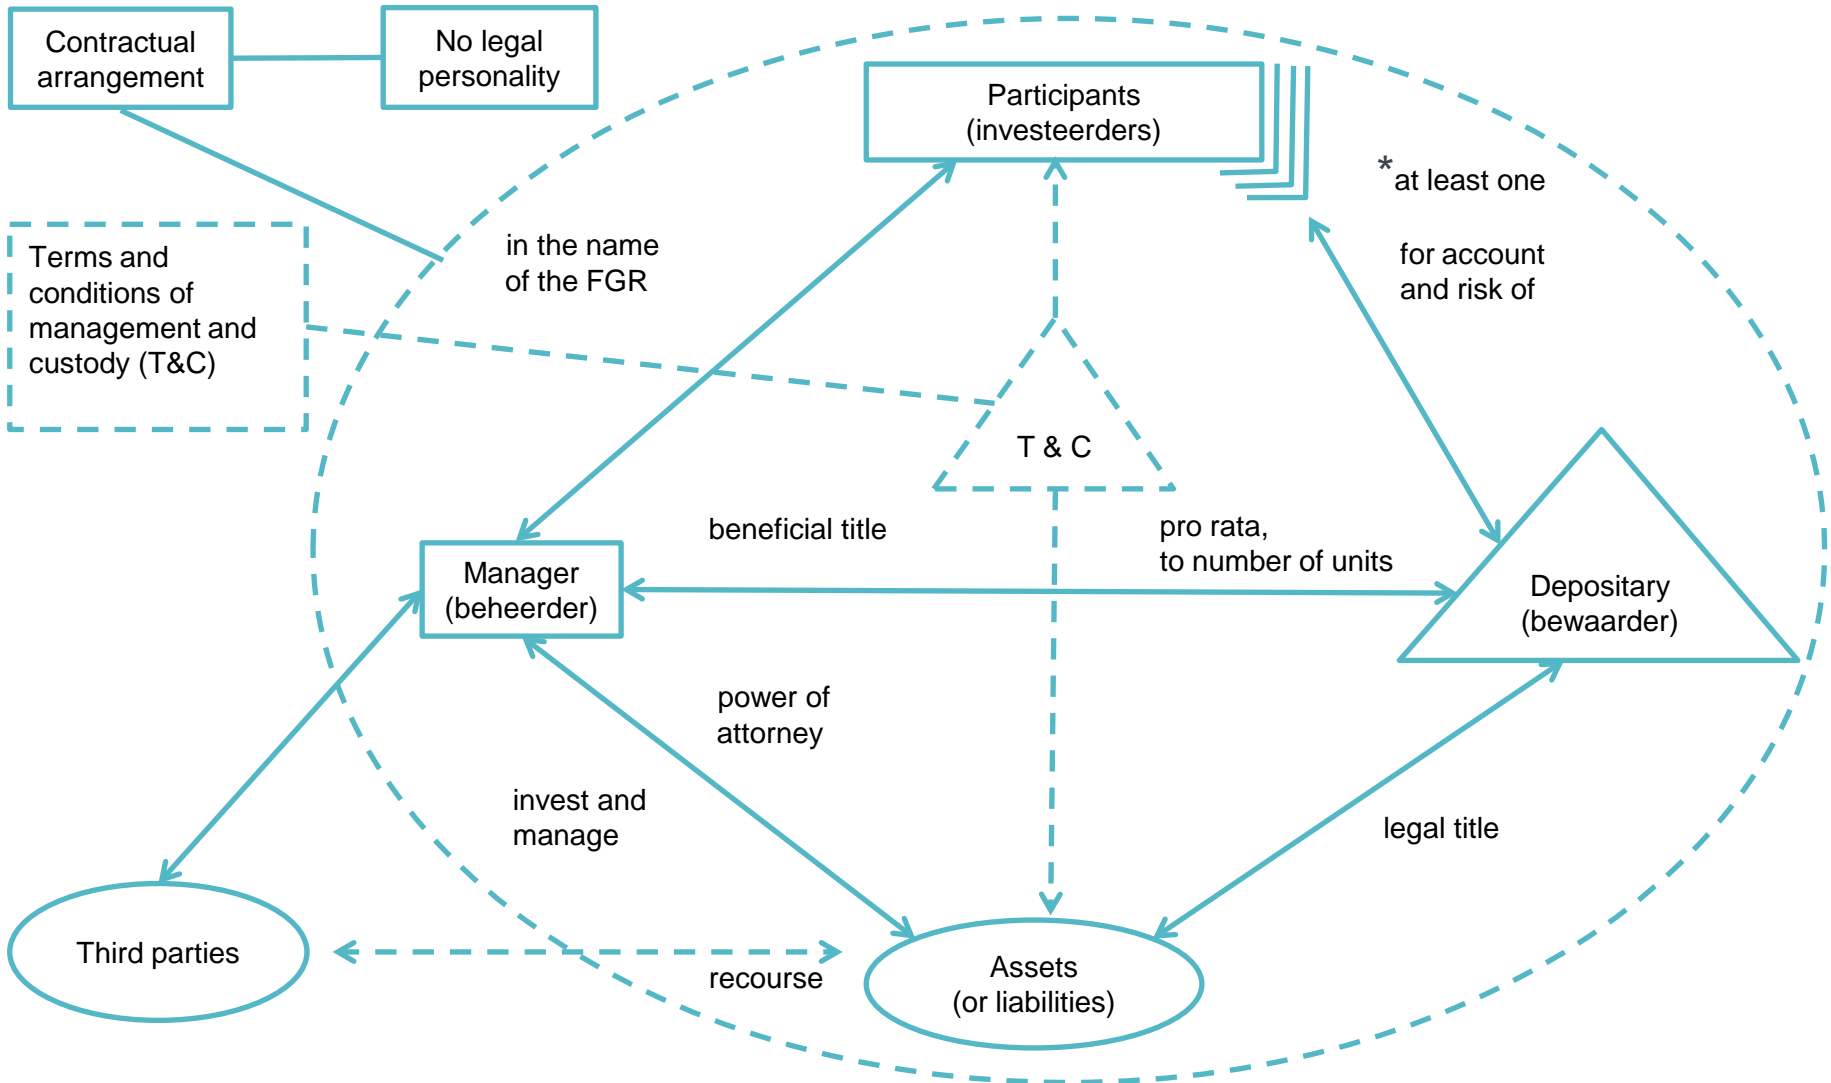 Contractual
arrangement
No legal
personality
Participants
(investeerders)
*at least one
for account
and risk of
in the name
of the FGR
Terms and
conditions of
management and
custody (T&C)
T & C
beneficial title
pro rata,
to number of units
Manager
(beheerder)
Depositary
(bewaarder)
power of
attorney
invest and
manage
legal title
Third parties
recourse
Assets
(or liabilities)